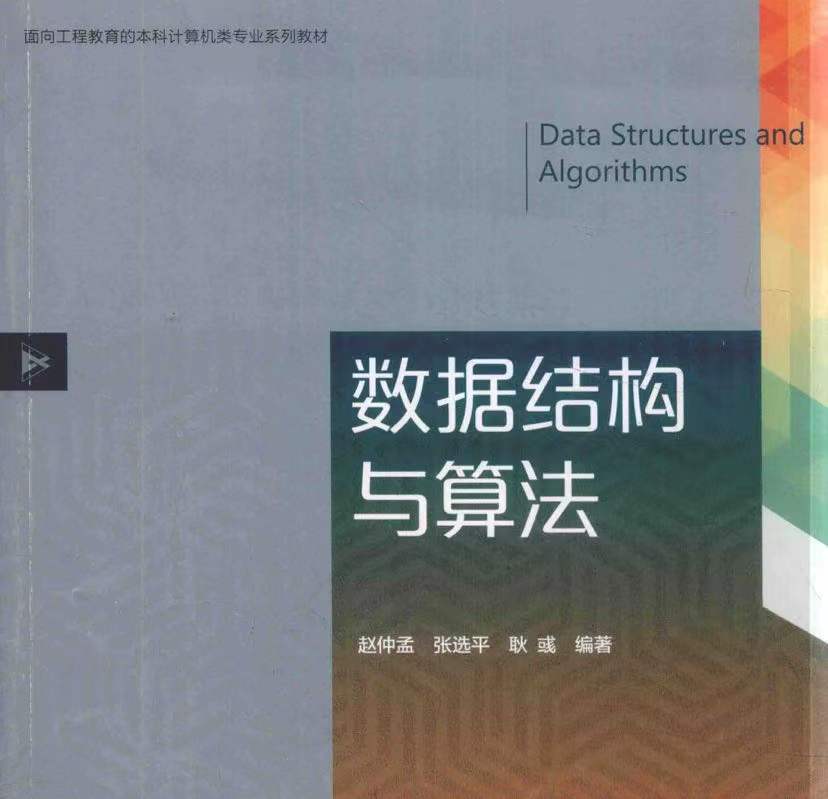 面向工程教育的本科计算机类专业系列教材
Data Structures and
Algorithms
数据结构
与算法
赵仲孟 张选平 耿彧 编著